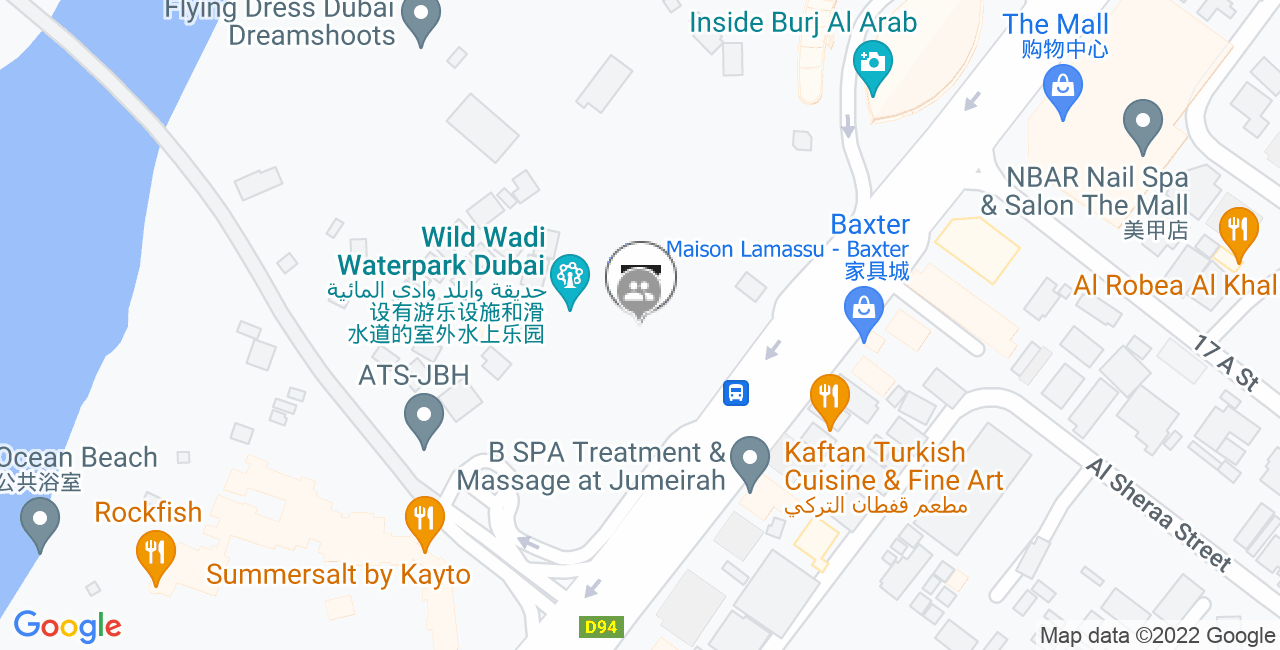 Flying Dress Dubai
Dreamshoots
Inside Burj Al Arab
The Mall
购物中心
NBAR Nail Spa
& Salon The Mall
美甲店
Baxter
Maison Lamassu - Baxter
家具城
Wild Wadi
Waterpark Dubai
حديقة وايلد وادي المائية
设有游乐设施和滑
水道的室外水上乐园
Al Robea Al Khal
17 A St
ATS-JBH
Ocean Beach
公共浴室
B SPA Treatment &
Massage at Jumeirah
Kaftan Turkish
Cuisine & Fine Art
مطعم قفطان التركي
Al Sheraa Street
Rockfish
Summersalt by Kayto
D94
Google
Map data ©2022 Google